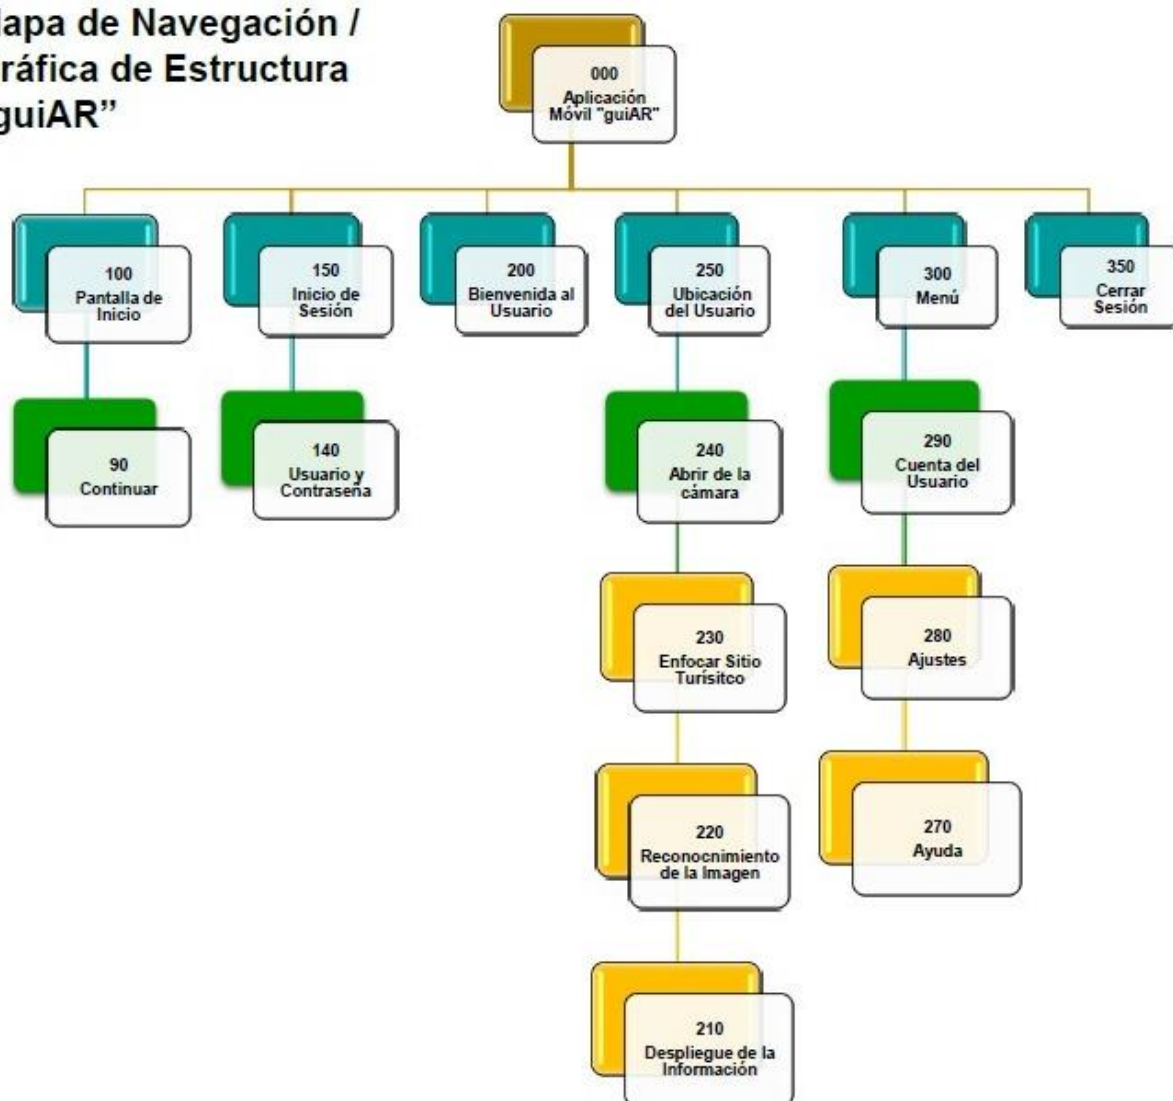 lapa de Navegación /
ráfica de Estructura
guiAR”
000
Aplicación
Móvil "guiAR"
100
Pantalla de
Inicio
150
Inicio de
Sesión
200
Bienvenida al
Usuario
250
Ubicación
del Usuario
300
Menú
350
Cerrar
Sesión
90
Continuar
140
Usuario y
Contraseña
240
Abrir de la
cámara
290
Cuenta del
Usuario
230
Enfocar Sitio
Turísitco
280
Ajustes
220
Reconocnimiento
de la Imagen
270
Ayuda
210
Despliegue de la
Información